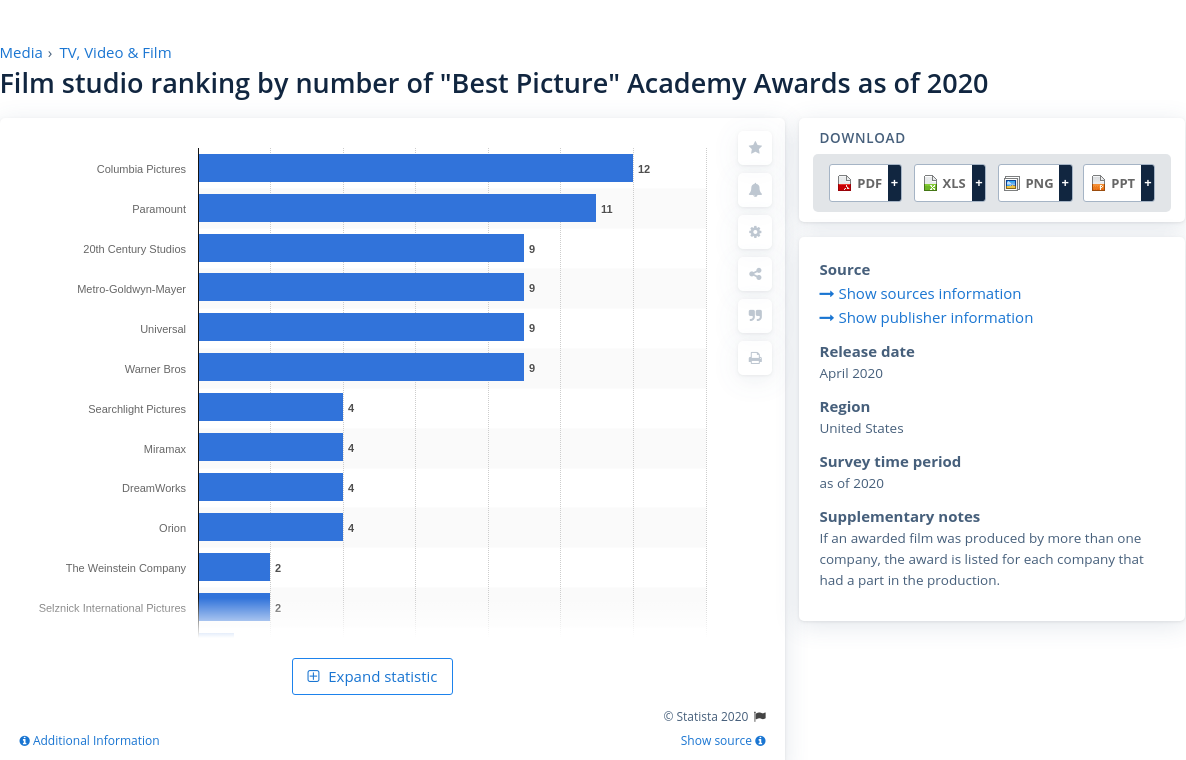 Media › TV, Video & Film
Film studio ranking by number of "Best Picture" Academy Awards as of 2020
Columbia Pictures 12
Paramount 11
20th Century Studios 9
Metro-Goldwyn-Mayer 9
Universal 9
Warner Bros 9
Searchlight Pictures 4
Miramax 4
DreamWorks 4
Orion 4
The Weinstein Company 2
Selznick International Pictures 2
Expand statistic
© Statista 2020
Additional Information
Show source
DOWNLOAD
PDF + XLS + PNG + PPT +
Source
Show sources information
Show publisher information
Release date
April 2020
Region
United States
Survey time period
as of 2020
Supplementary notes
If an awarded film was produced by more than one
company, the award is listed for each company that
had a part in the production.